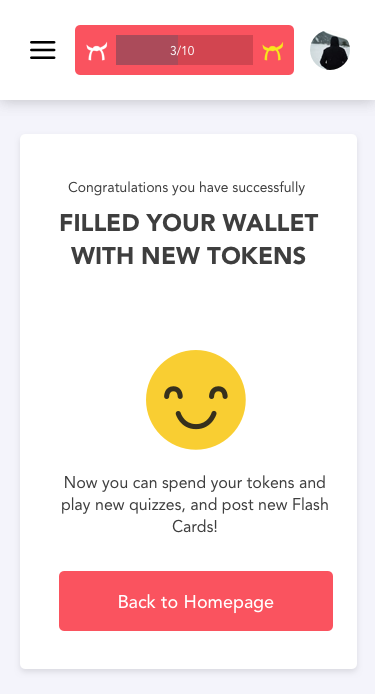 3/10
Congratulations you have successfully
FILLED YOUR WALLET
WITH NEW TOKENS
Now you can spend your tokens and
play new quizzes, and post new Flash
Cards!
Back to Homepage